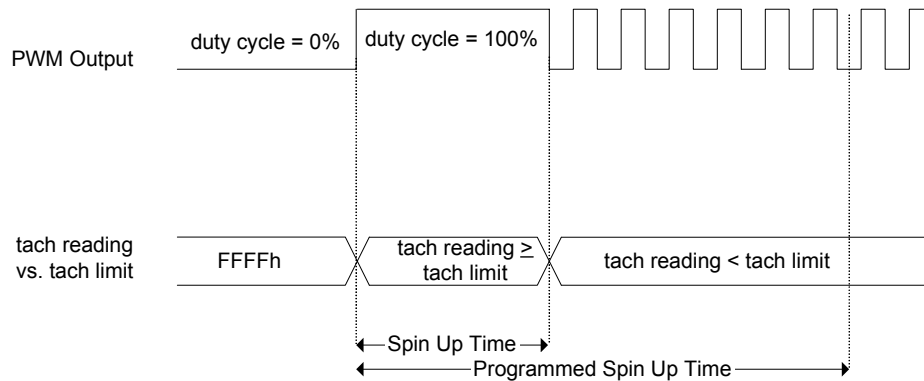 duty cycle = 0%
duty cycle = 100%
PWM Output
tach reading
vs. tach limit
FFFFh
tach reading ≥
tach limit
tach reading < tach limit
Spin Up Time
Programmed Spin Up Time